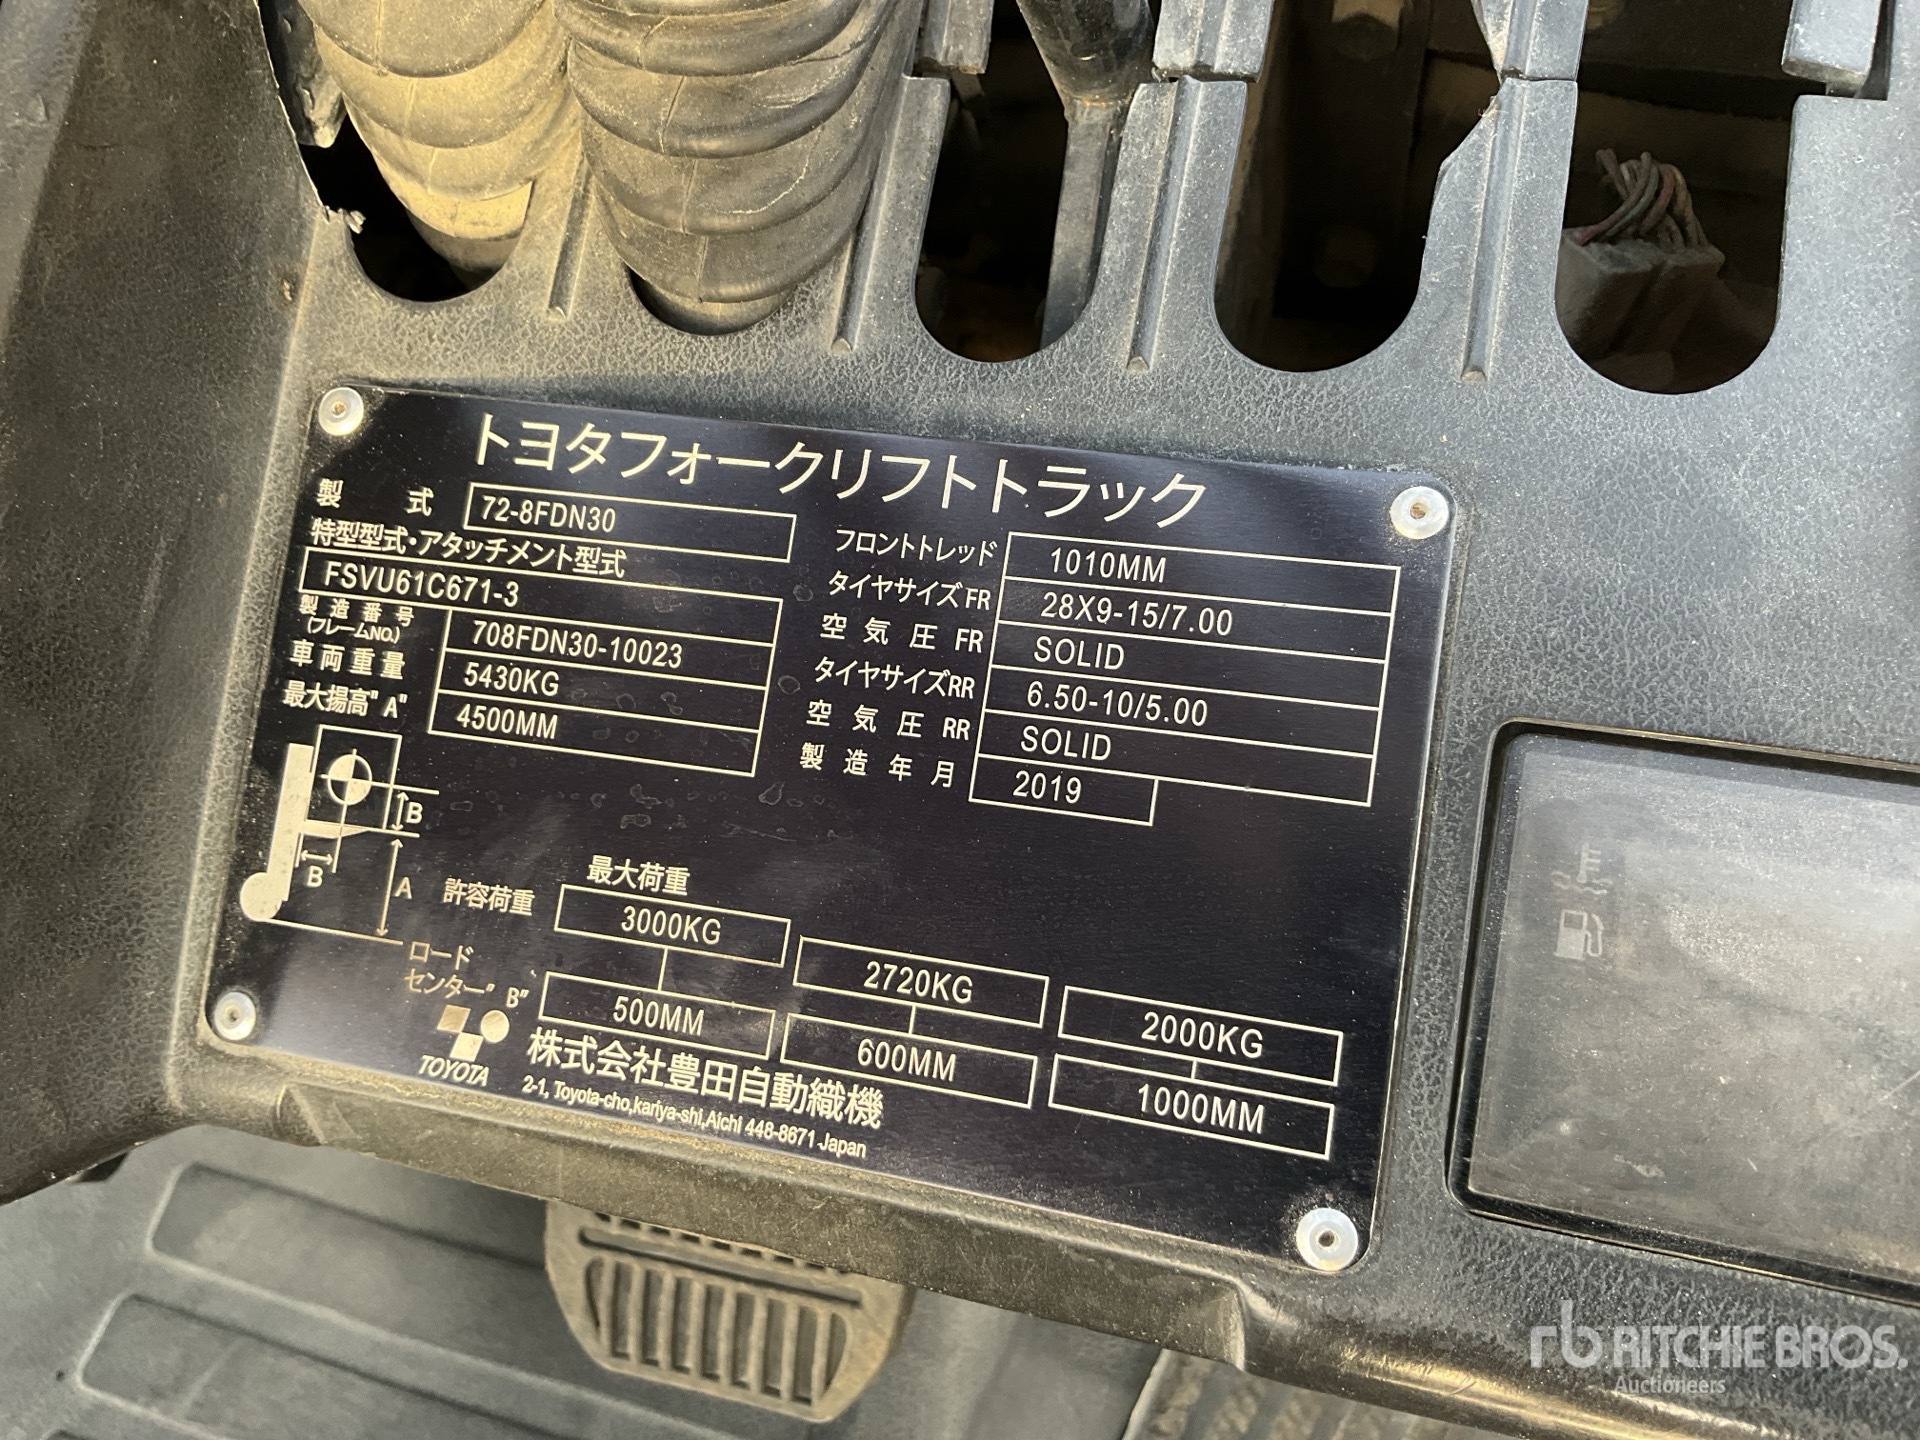 トヨタフォークリフトトラック
製式 72-8FDN30
特型型式・アタッチメント型式
FSVU61C671-3
製造番号 (フレームNO.) 708FDN30-10023
車両重量 5430KG
最大揚高"A" 4500MM
フロントトレッド 1010MM
タイヤサイズFR 28X9-15/7.00
空気圧FR SOLID
タイヤサイズRR 6.50-10/5.00
空気圧RR SOLID
製造年月 2019
B
B
A
最大荷重
許容荷重 3000KG 2720KG 2000KG
ロード
センター"B" 500MM 600MM 1000MM
TOYOTA
株式会社豊田自動織機
2-1, Toyota-cho,kariya-shi,Aichi 448-8671 Japan
rb RITCHIE BROS.
Auctioneers